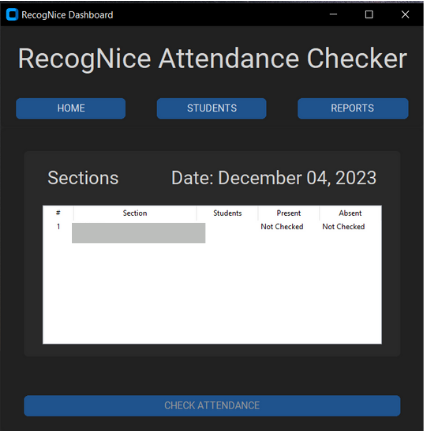 RecogNice Dashboard
RecogNice Attendance Checker
HOME STUDENTS REPORTS
Sections Date: December 04, 2023
# Section Students Present Absent
1 Not Checked Not Checked
CHECK ATTENDANCE